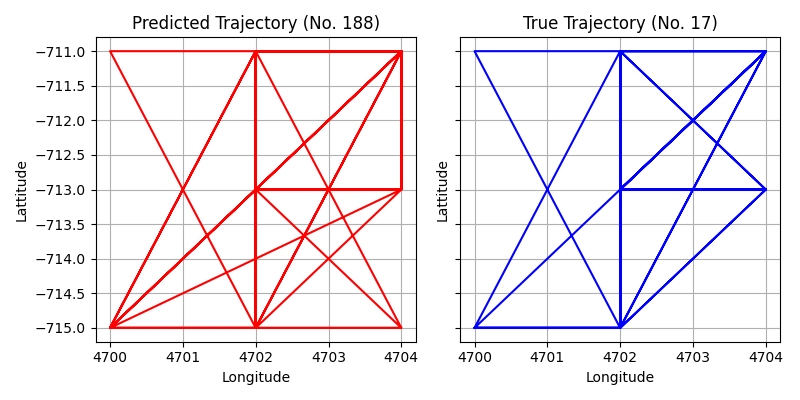 Predicted Trajectory (No. 188)
Lattitude
−711.0
−711.5
−712.0
−712.5
−713.0
−713.5
−714.0
−714.5
−715.0
4700 4701 4702 4703 4704
Longitude
True Trajectory (No. 17)
Lattitude
4700 4701 4702 4703 4704
Longitude